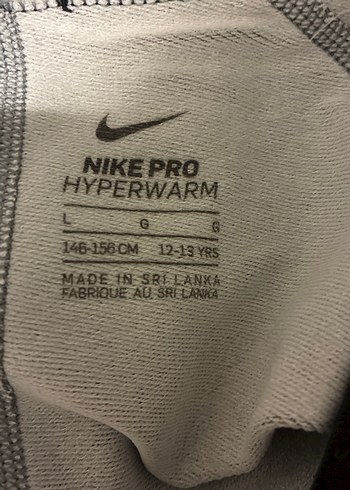 NIKE PRO
HYPERWARM
L G G
146-156 CM 12-13 YRS
MADE IN SRI LANKA
FABRIQUE AU SRI LANKA